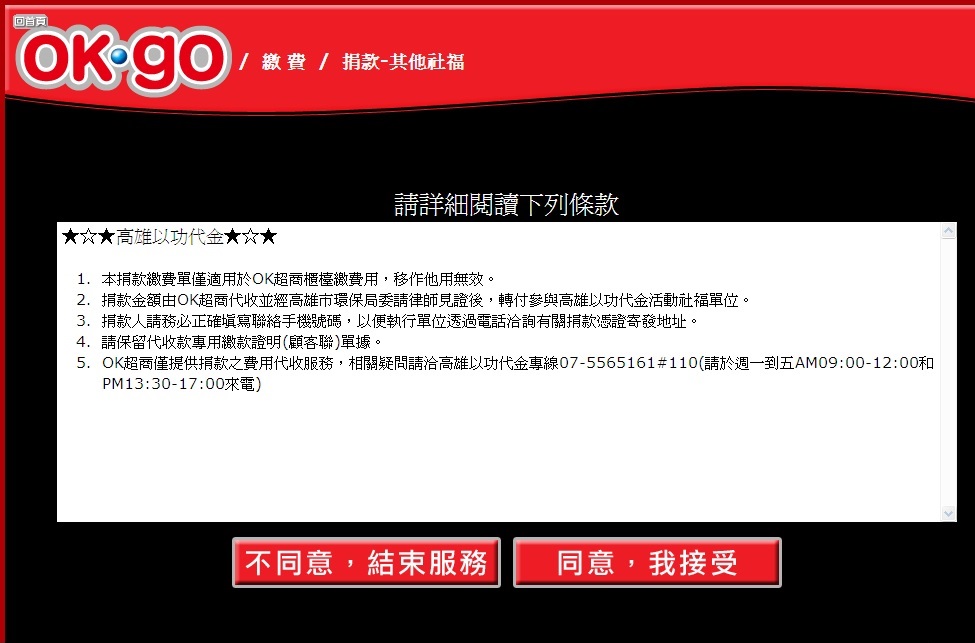 回首頁
OK·go / 繳費 / 捐款-其他社福
請詳細閱讀下列條款
★☆★高雄以功代金★☆★
1. 本捐款繳費單僅適用於OK超商櫃檯繳費用，移作他用無效。
2. 捐款金額由OK超商代收並經高雄市環保局委請律師見證後，轉付參與高雄以功代金活動社福單位。
3. 捐款人請務必正確填寫聯絡手機號碼，以便執行單位透過電話洽詢有關捐款憑證寄發地址。
4. 請保留代收款專用繳款證明(顧客聯)單據。
5. OK超商僅提供捐款之費用代收服務，相關疑問請洽高雄以功代金專線07-5565161#110(請於週一到五AM09:00-12:00和
PM13:30-17:00來電)
不同意，結束服務
同意，我接受